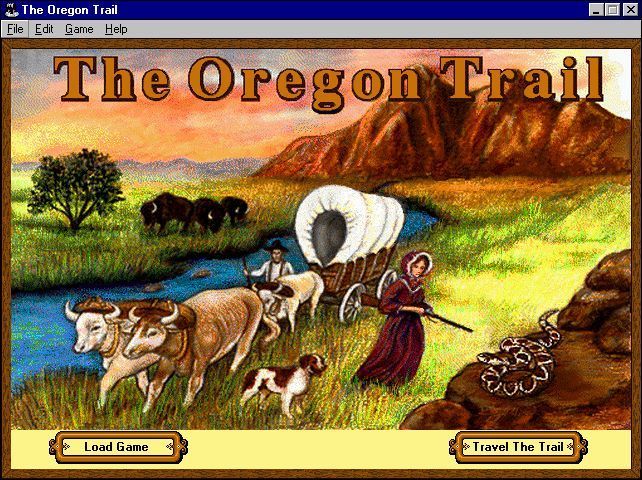 The Oregon Trail
File Edit Game Help
The Oregon Trail
Load Game
Travel The Trail